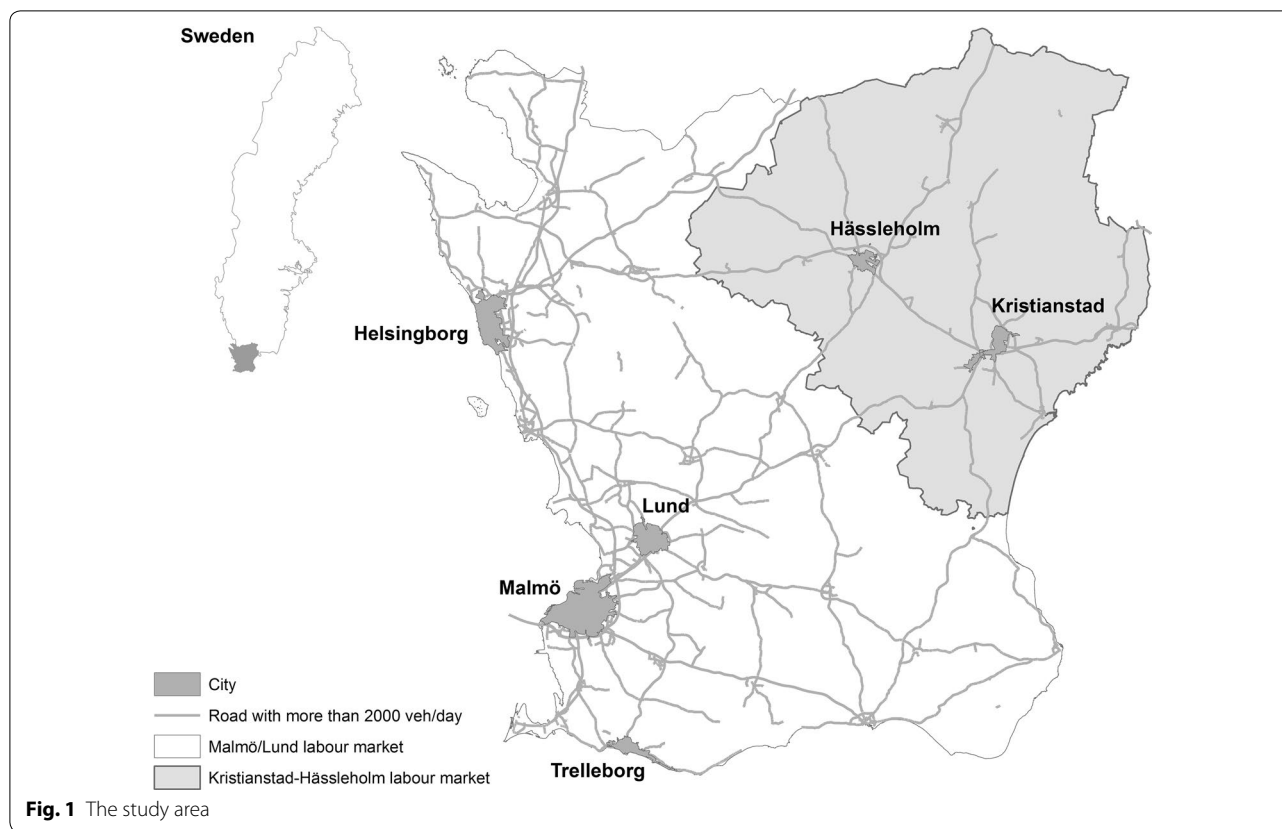 Sweden
Hässleholm
Kristianstad
Helsingborg
Lund
Malmö
Trelleborg
City
Road with more than 2000 veh/day
Malmö/Lund labour market
Kristianstad-Hässleholm labour market
Fig. 1 The study area